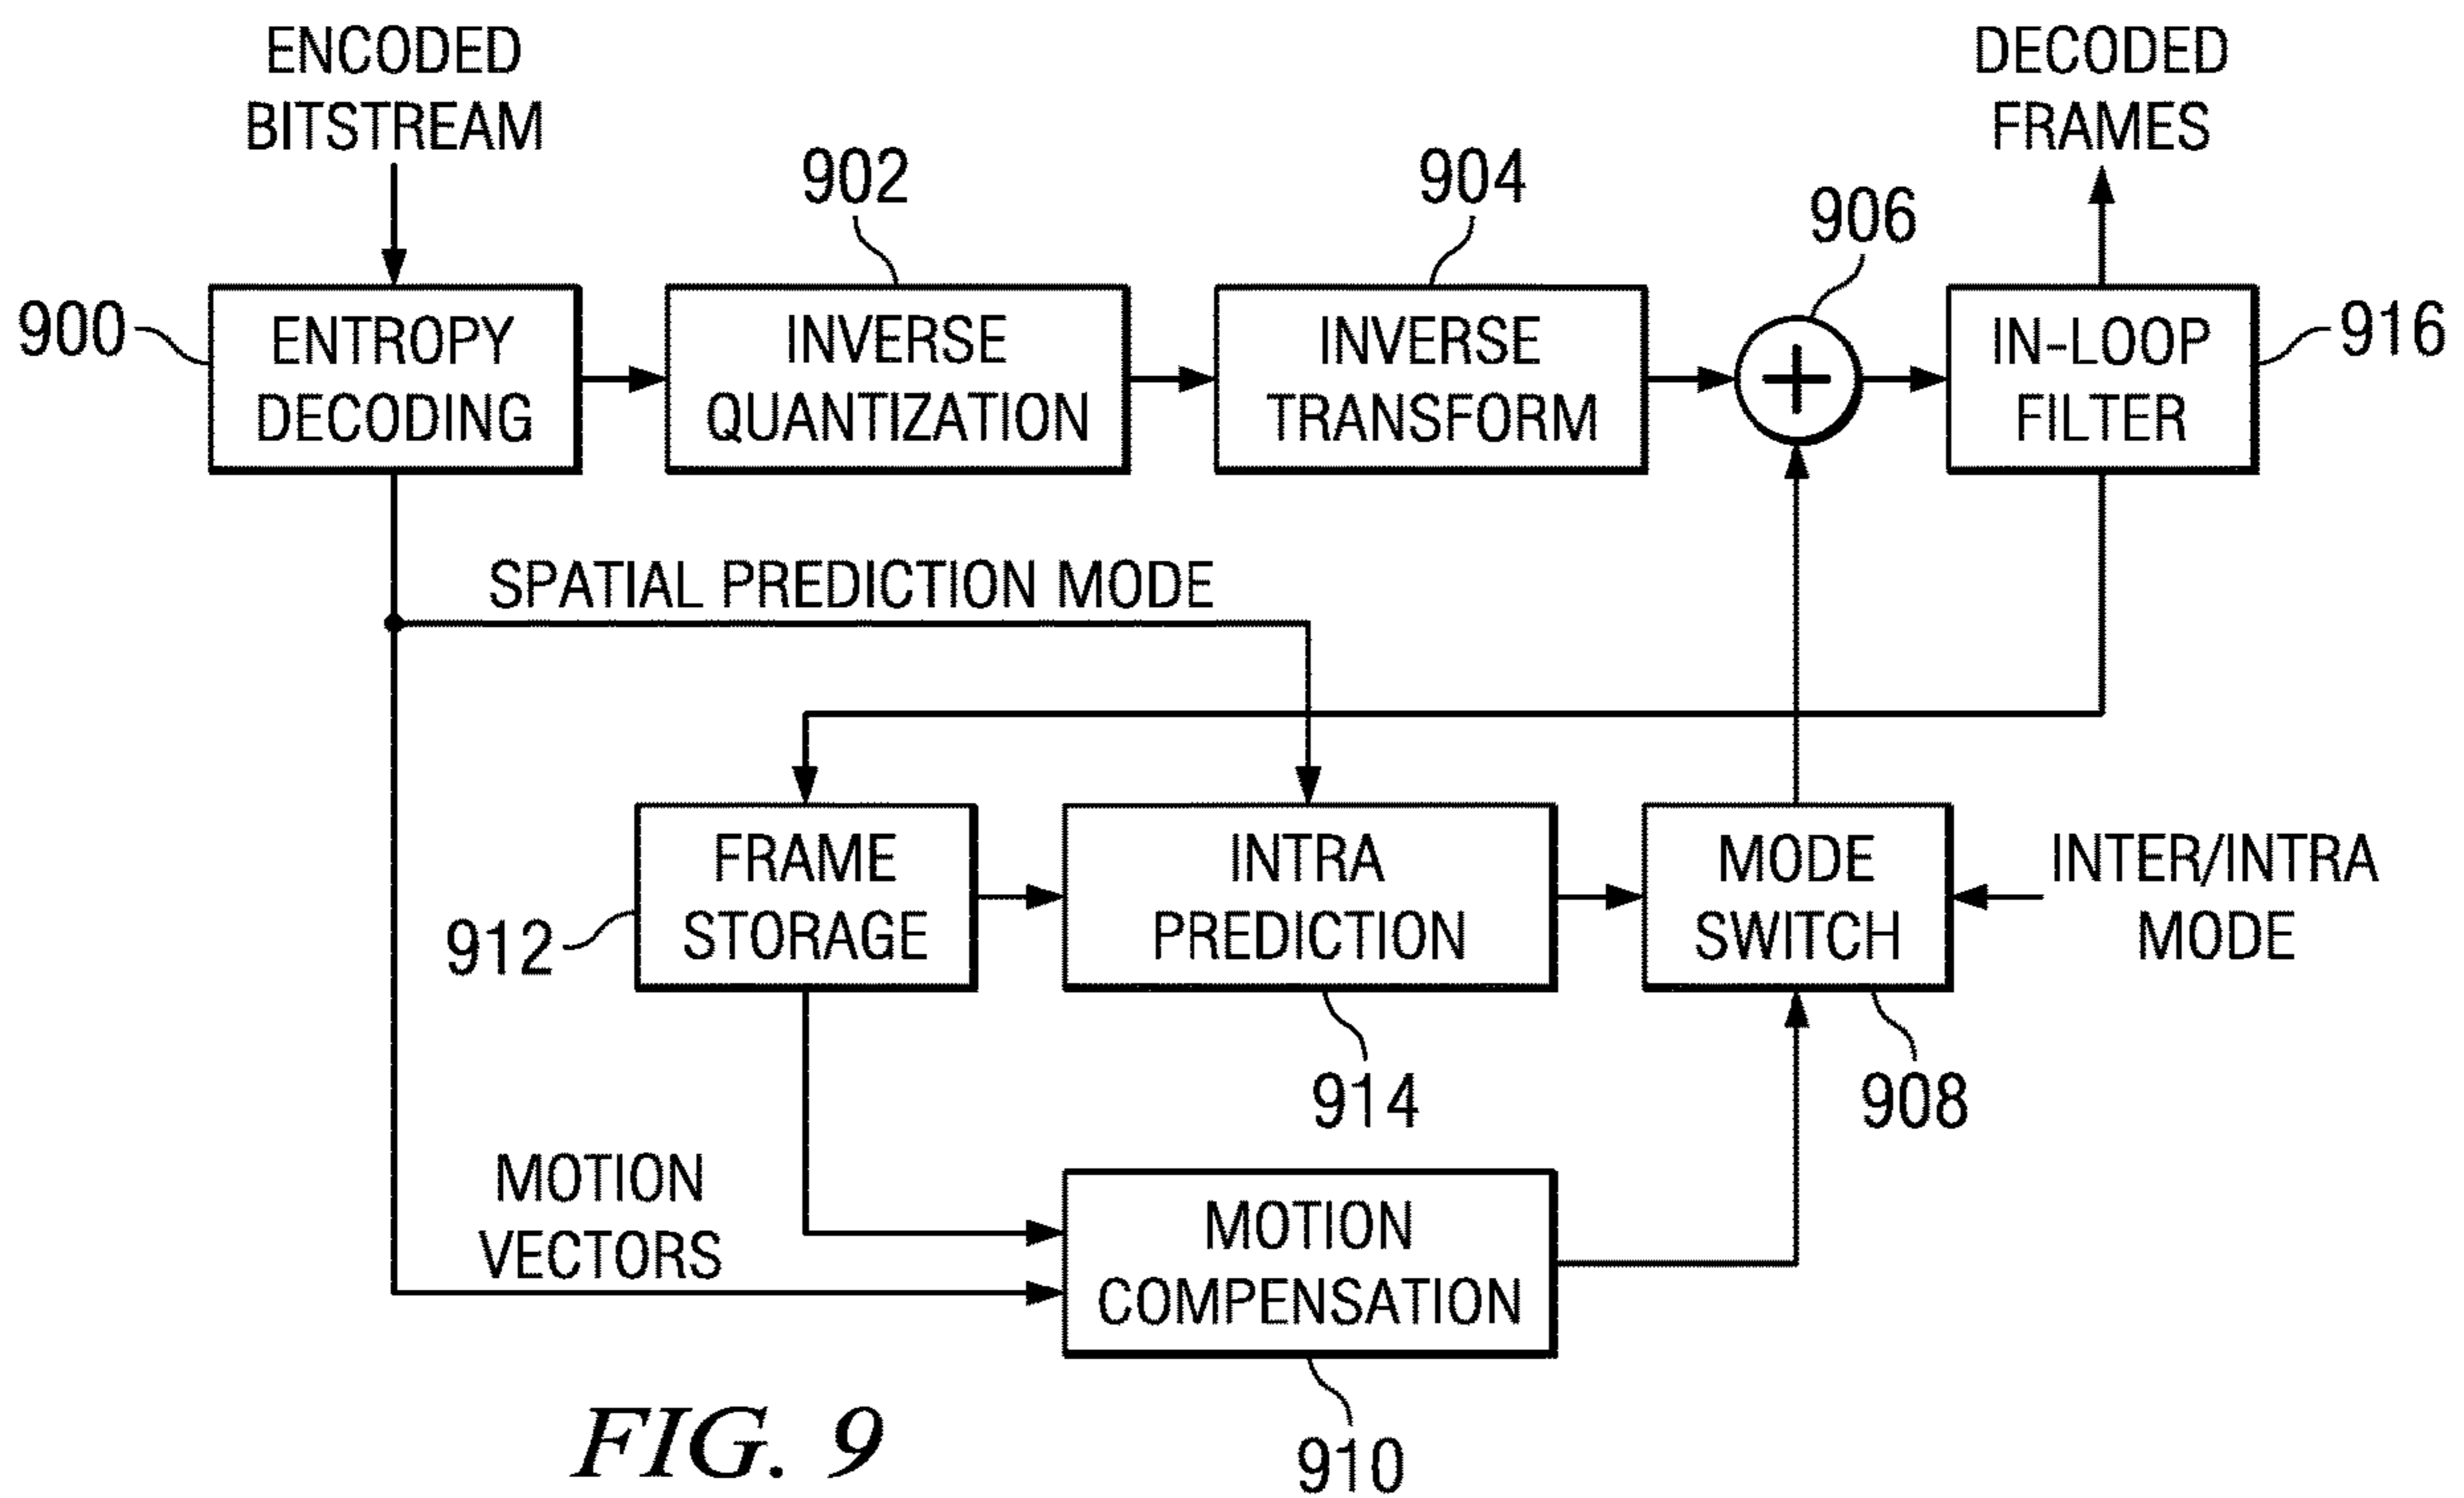 ENCODED
BITSTREAM
DECODED
FRAMES
902
904
906
900
ENTROPY
DECODING
INVERSE
QUANTIZATION
INVERSE
TRANSFORM
+
IN-LOOP
FILTER
916
SPATIAL PREDICTION MODE
FRAME
STORAGE
INTRA
PREDICTION
MODE
SWITCH
INTER/INTRA
MODE
912
914
908
MOTION
VECTORS
MOTION
COMPENSATION
910
FIG. 9